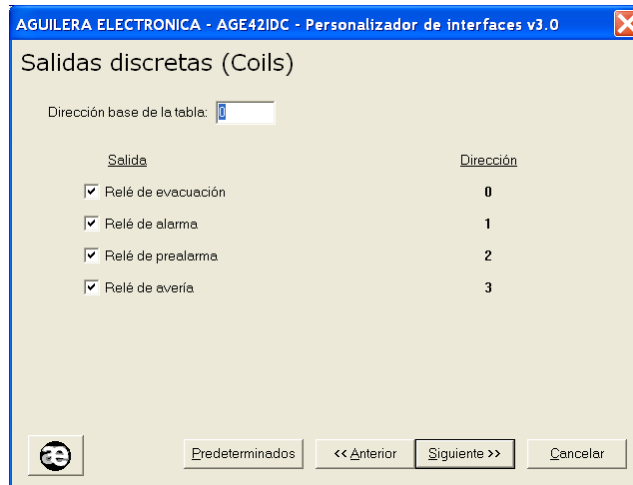 AGUILERA ELECTRONICA - AGE42IDC - Personalizador de interfaces v3.0
Salidas discretas (Coils)
Dirección base de la tabla: 0
Salida Dirección
Relé de evacuación 0
Relé de alarma 1
Relé de prealarma 2
Relé de avería 3
æ Predeterminados << Anterior Siguiente >> Cancelar